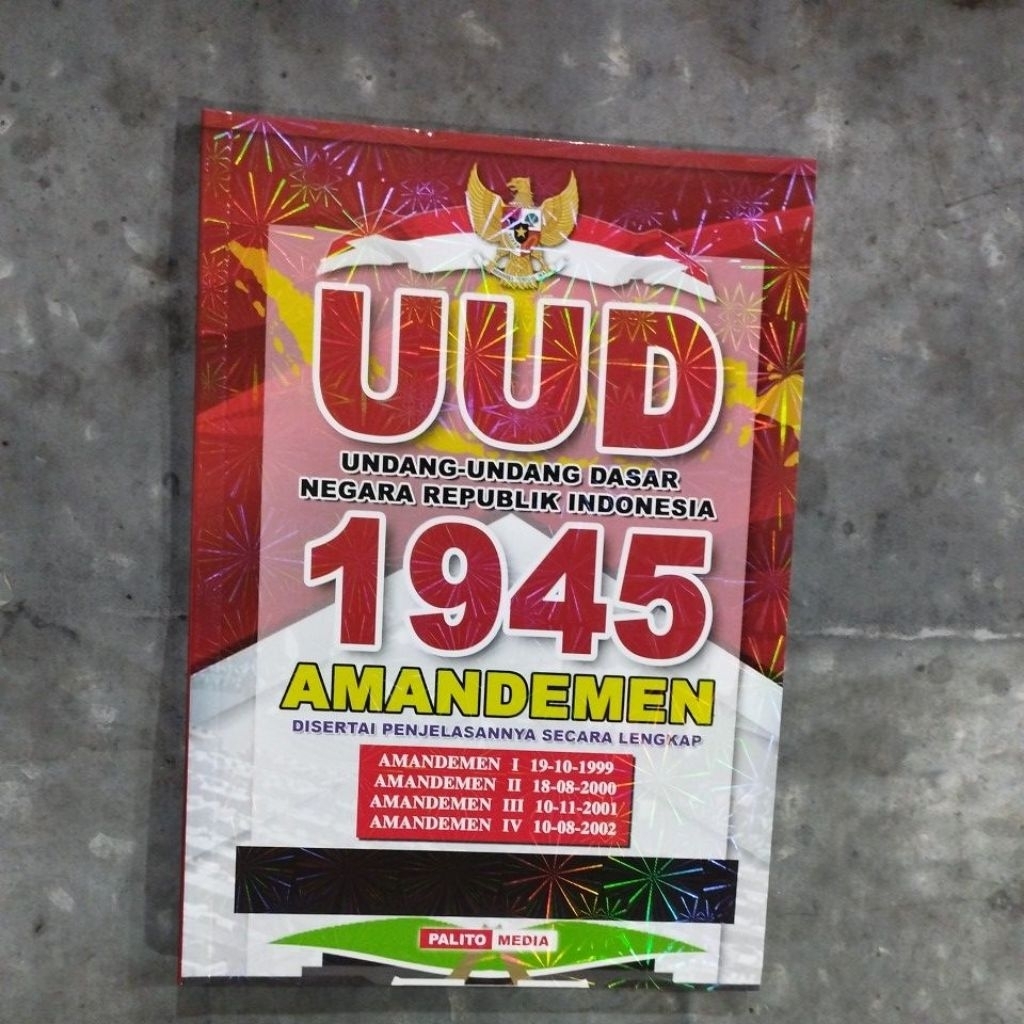 UUD
UNDANG-UNDANG DASAR
NEGARA REPUBLIK INDONESIA
1945
AMANDEMEN
DISERTAI PENJELASANNYA SECARA LENGKAP
AMANDEMEN I 19-10-1999
AMANDEMEN II 18-08-2000
AMANDEMEN III 10-11-2001
AMANDEMEN IV 10-08-2002
PALITO MEDIA